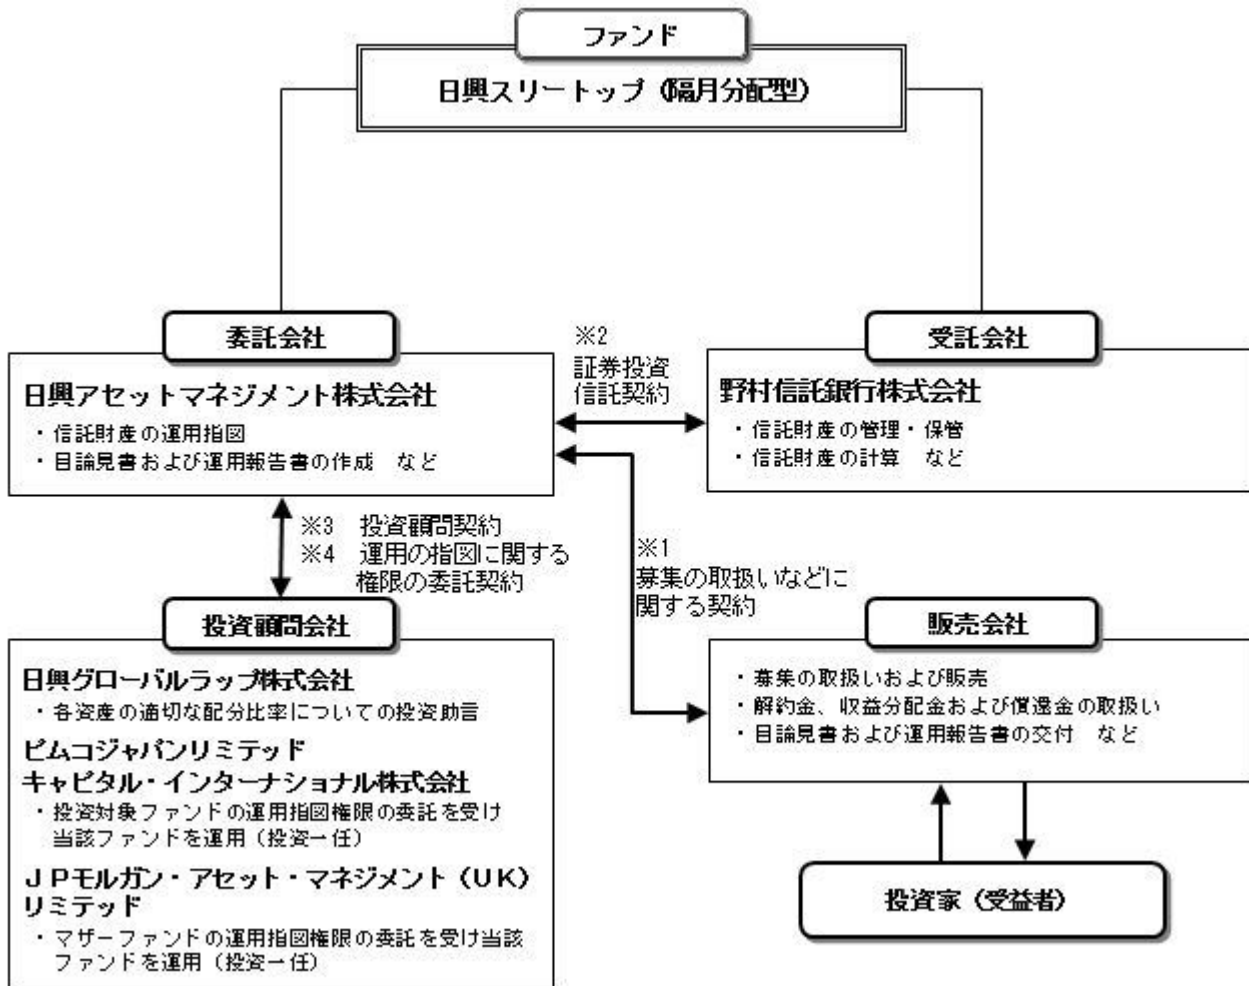 ファンド
日興スリートップ（隔月分配型）
委託会社
日興アセットマネジメント株式会社
・信託財産の運用指図
・目論見書および運用報告書の作成　など
※2
証券投資
信託契約
受託会社
野村信託銀行株式会社
・信託財産の管理・保管
・信託財産の計算　など
※3　投資顧問契約
※4　運用の指図に関する
権限の委託契約
※1
募集の取扱いなどに
関する契約
投資顧問会社
日興グローバルラップ株式会社
・各資産の適切な配分比率についての投資助言
ピムコジャパンリミテッド
キャピタル・インターナショナル株式会社
・投資対象ファンドの運用指図権限の委託を受け
当該ファンドを運用（投資一任）
ＪＰモルガン・アセット・マネジメント（ＵＫ）
リミテッド
・マザーファンドの運用指図権限の委託を受け当該
ファンドを運用（投資一任）
販売会社
・募集の取扱いおよび販売
・解約金、収益分配金および償還金の取扱い
・目論見書および運用報告書の交付　など
投資家（受益者）